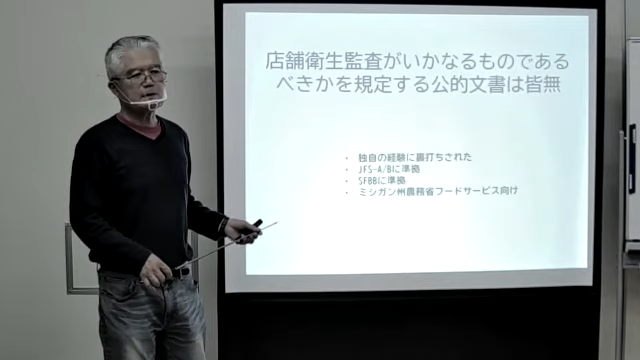 店舗衛生監査がいかなるものである
べきかを規定する公的文書は皆無
・ 独自の経験に裏打ちされた
・ JFS-A/Bに準拠
・ SFBBに準拠
・ ミシガン州農務省フードサービス向け